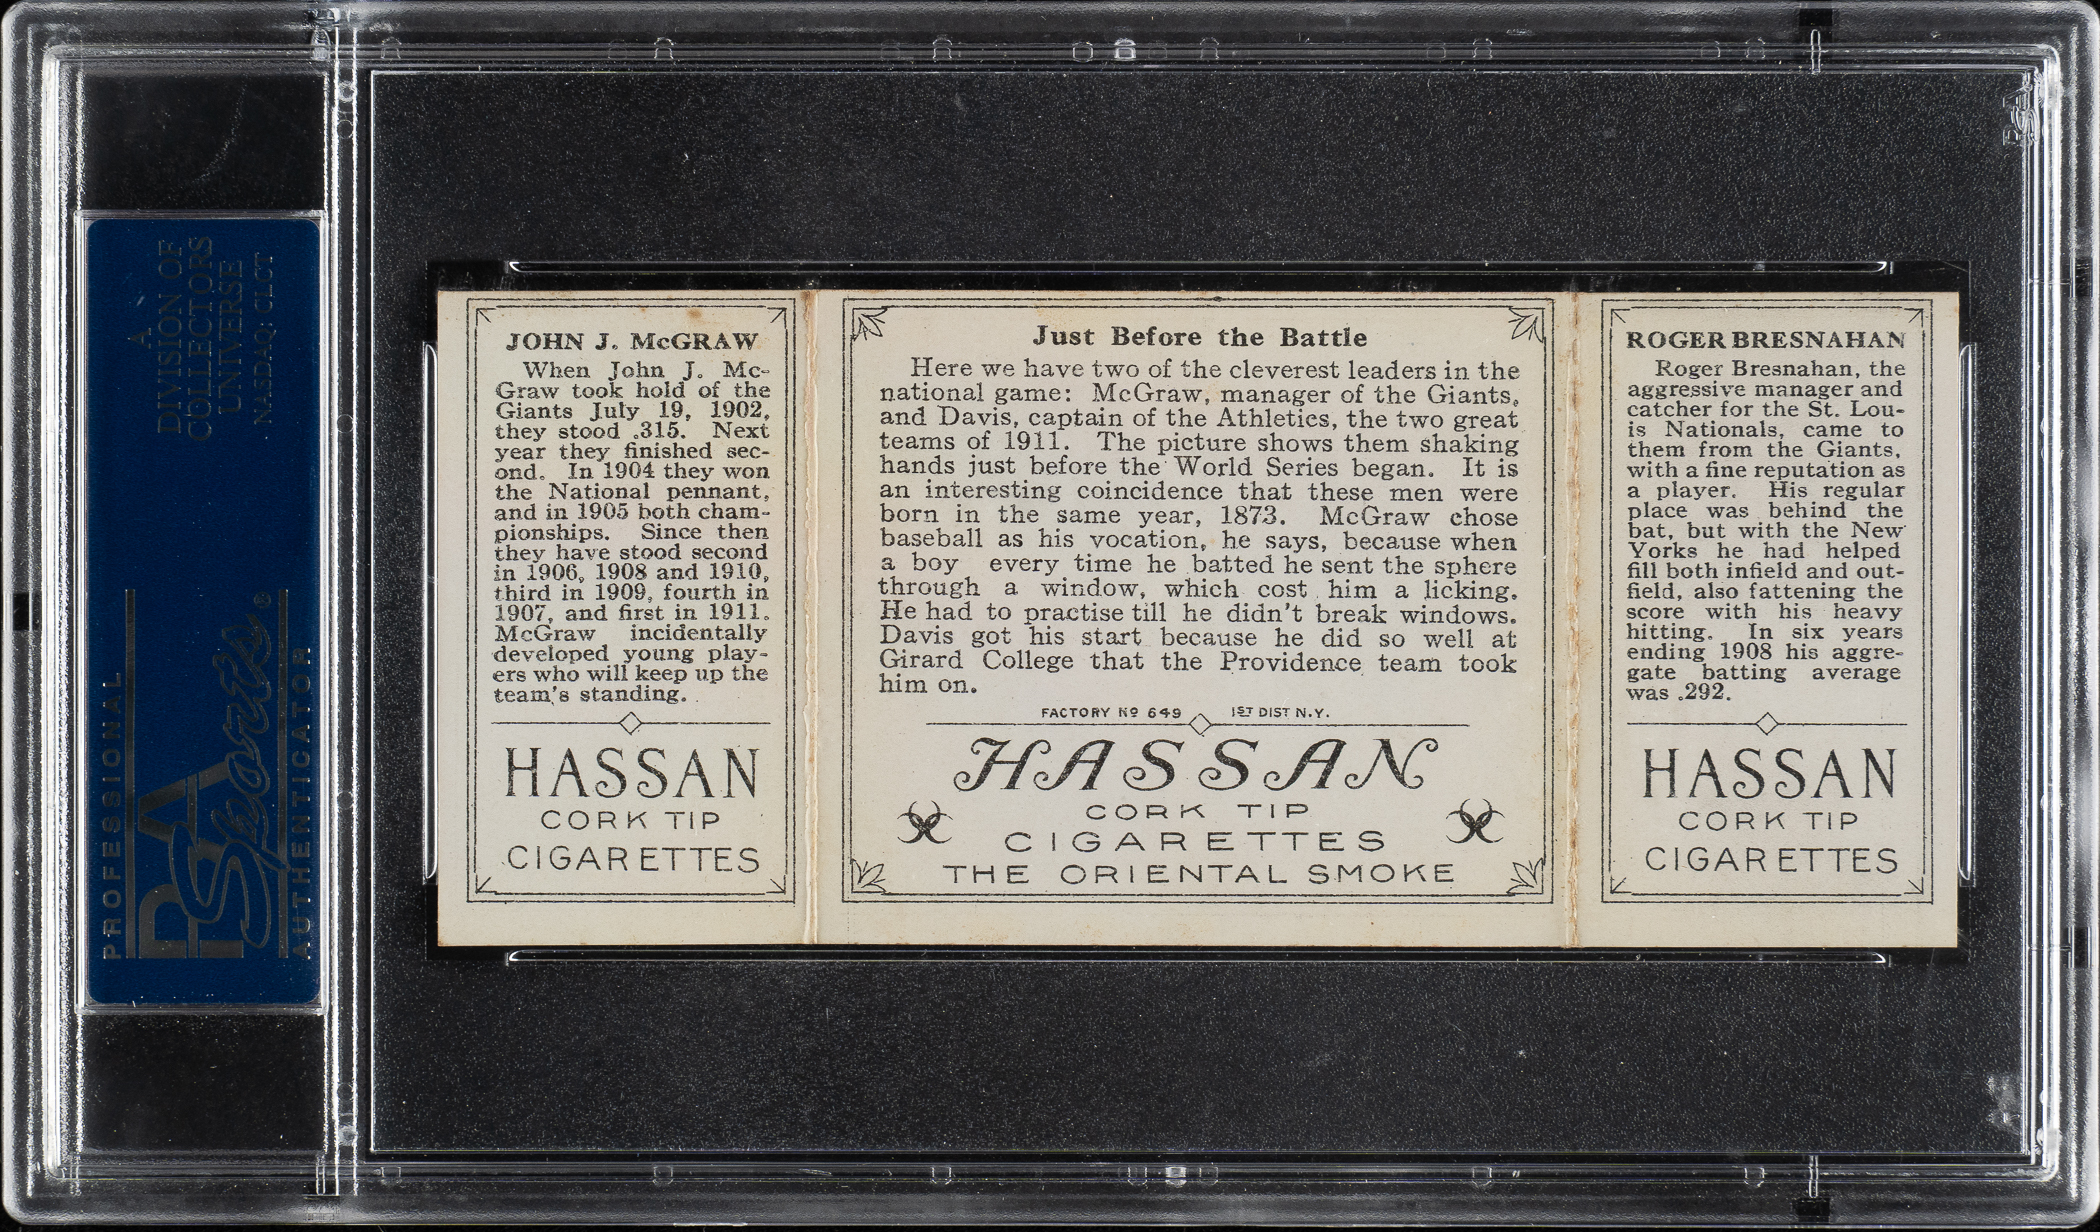 A
DIVISION OF
COLLECTORS
UNIVERSE
NASDAQ: CLCT
PROFESSIONAL
PSA
Sports®
AUTHENTICATOR
JOHN J. McGRAW
When John J. Mc-
Graw took hold of the
Giants July 19, 1902,
they stood .315. Next
year they finished sec-
ond. In 1904 they won
the National pennant,
and in 1905 both cham-
pionships. Since then
they have stood second
in 1906, 1908 and 1910,
third in 1909, fourth in
1907, and first in 1911.
McGraw incidentally
developed young play-
ers who will keep up the
team's standing.
HASSAN
CORK TIP
CIGARETTES
Just Before the Battle
Here we have two of the cleverest leaders in the
national game: McGraw, manager of the Giants,
and Davis, captain of the Athletics, the two great
teams of 1911. The picture shows them shaking
hands just before the World Series began. It is
an interesting coincidence that these men were
born in the same year, 1873. McGraw chose
baseball as his vocation, he says, because when
a boy every time he batted he sent the sphere
through a window, which cost him a licking.
He had to practise till he didn't break windows.
Davis got his start because he did so well at
Girard College that the Providence team took
him on.
FACTORY No 649 1ST DIST N.Y.
HASSAN
CORK TIP
CIGARETTES
THE ORIENTAL SMOKE
ROGER BRESNAHAN
Roger Bresnahan, the
aggressive manager and
catcher for the St. Lou-
is Nationals, came to
them from the Giants,
with a fine reputation as
a player. His regular
place was behind the
bat, but with the New
Yorks he had helped
fill both infield and out-
field, also fattening the
score with his heavy
hitting. In six years
ending 1908 his aggre-
gate batting average
was .292.
HASSAN
CORK TIP
CIGARETTES
PSA